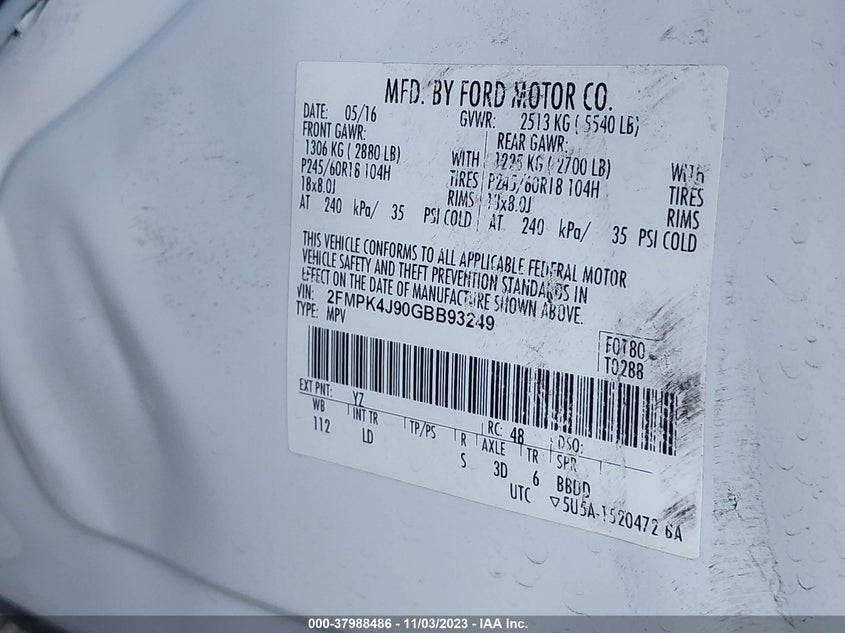 MFD. BY FORD MOTOR CO.
DATE: 05/16 GVWR: 2513 KG ( 5540 LB)
FRONT GAWR: REAR GAWR:
1306 KG ( 2880 LB) WITH 1225 KG ( 2700 LB) WITH
P245/60R18 104H TIRES P245/60R18 104H TIRES
18x8.0J RIMS 18x8.0J RIMS
AT 240 kPa/ 35 PSI COLD AT 240 kPa/ 35 PSI COLD
THIS VEHICLE CONFORMS TO ALL APPLICABLE FEDERAL MOTOR
VEHICLE SAFETY AND THEFT PREVENTION STANDARDS IN
EFFECT ON THE DATE OF MANUFACTURE SHOWN ABOVE.
VIN: 2FMPK4J90GBB93249
TYPE: MPV
F0180
T0288
EXT PNT: YZ RC: 48 DSO:
WB INT TR TP/PS R AXLE TR SPR
112 LD S 3D 6 BBDD
UTC ▽5U5A-1520472 BA
000-37988486 - 11/03/2023 - IAA Inc.